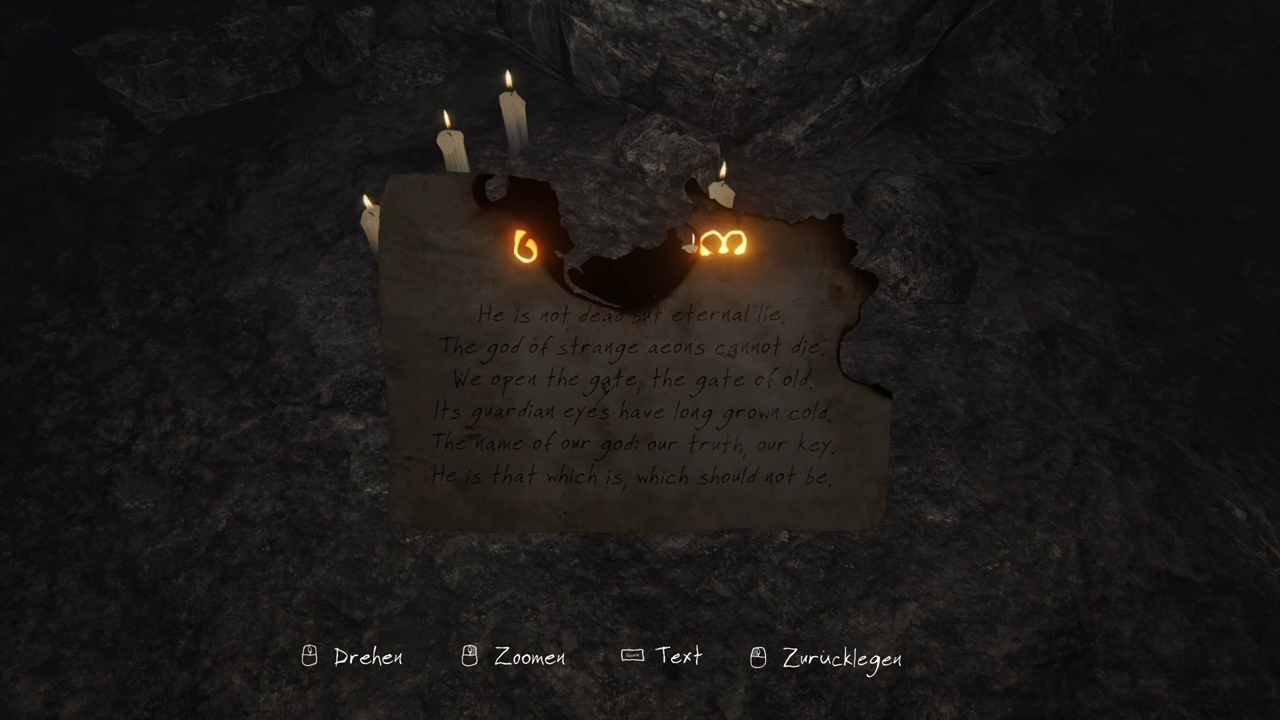 He is not dead but eternal lie.
The god of strange aeons cannot die.
We open the gate, the gate of old.
Its guardian eyes have long grown cold.
The name of our god: our truth, our key.
He is that which is, which should not be.
Drehen Zoomen Text Zurücklegen